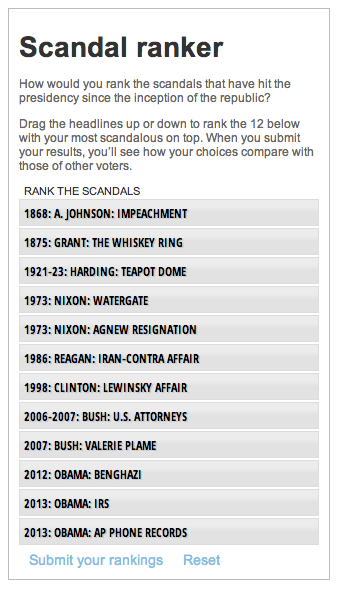 Scandal ranker
How would you rank the scandals that have hit the
presidency since the inception of the republic?
Drag the headlines up or down to rank the 12 below
with your most scandalous on top. When you submit
your results, you'll see how your choices compare with
those of other voters.
RANK THE SCANDALS
1868: A. JOHNSON: IMPEACHMENT
1875: GRANT: THE WHISKEY RING
1921-23: HARDING: TEAPOT DOME
1973: NIXON: WATERGATE
1973: NIXON: AGNEW RESIGNATION
1986: REAGAN: IRAN-CONTRA AFFAIR
1998: CLINTON: LEWINSKY AFFAIR
2006-2007: BUSH: U.S. ATTORNEYS
2007: BUSH: VALERIE PLAME
2012: OBAMA: BENGHAZI
2013: OBAMA: IRS
2013: OBAMA: AP PHONE RECORDS
Submit your rankings Reset